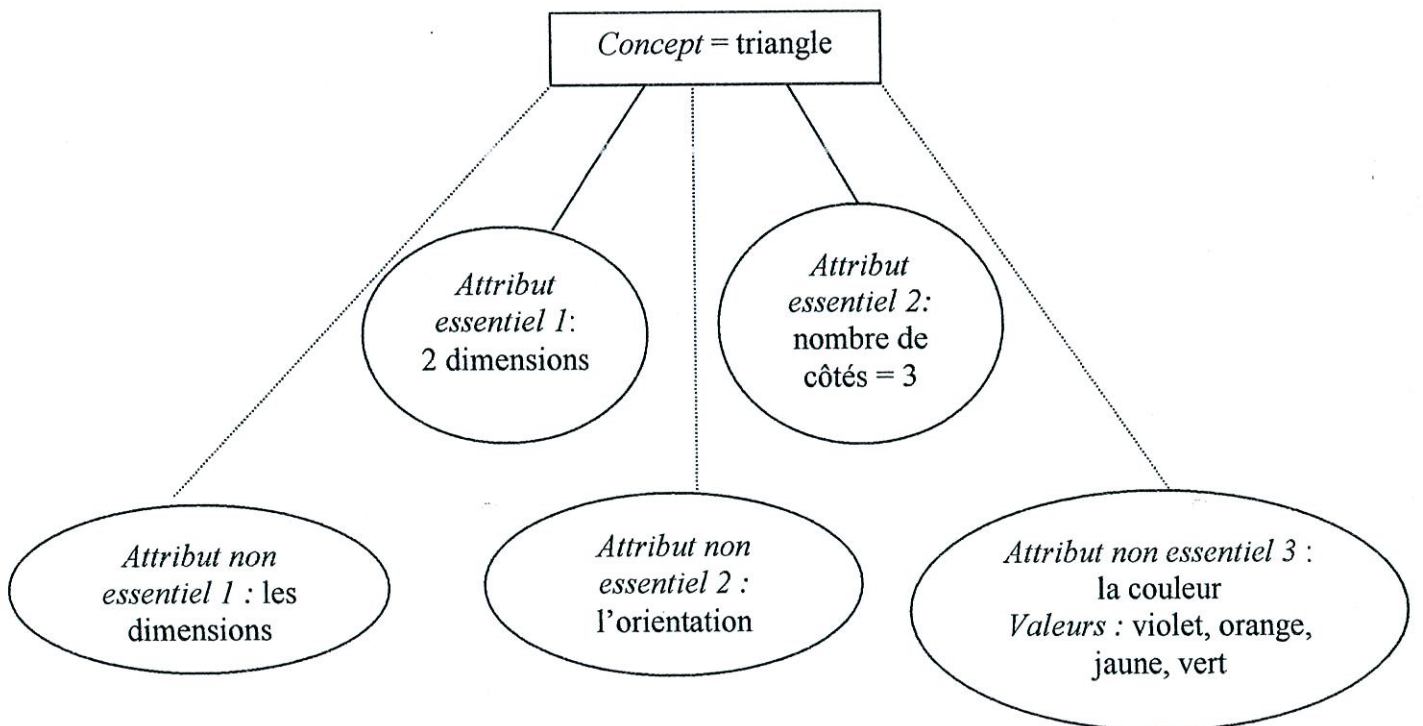 Concept = triangle
Attribut
essentiel 1:
2 dimensions
Attribut
essentiel 2:
nombre de
côtés = 3
Attribut non
essentiel 1 : les
dimensions
Attribut non
essentiel 2 :
l'orientation
Attribut non essentiel 3 :
la couleur
Valeurs : violet, orange,
jaune, vert